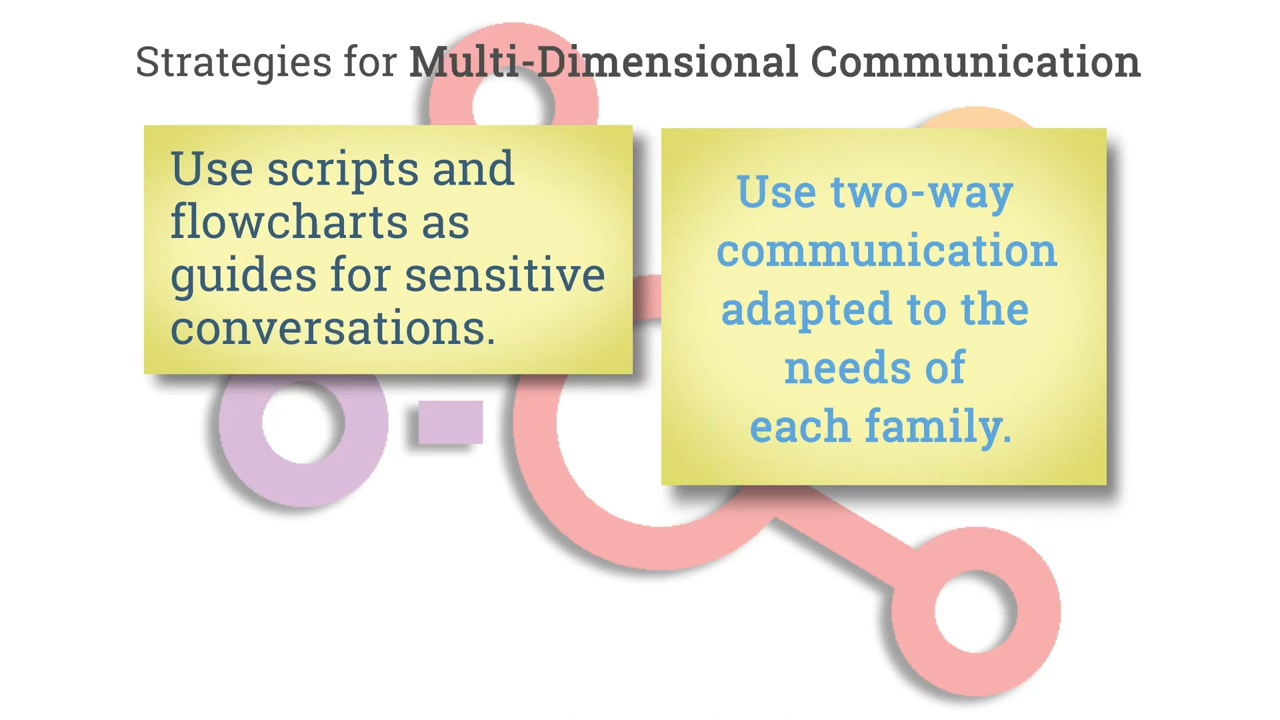 Strategies for Multi-Dimensional Communication
Use scripts and
flowcharts as
guides for sensitive
conversations.
Use two-way
communication
adapted to the
needs of
each family.